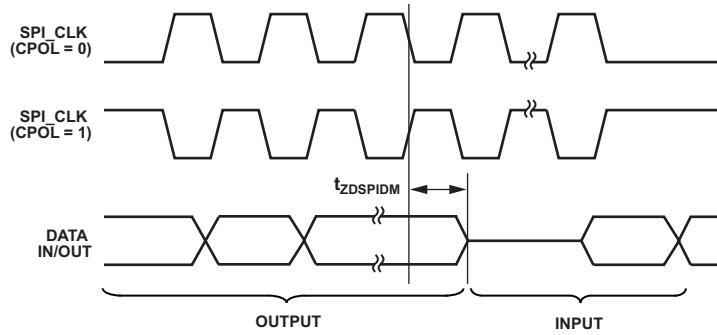 SPI_CLK
(CPOL = 0)
SPI_CLK
(CPOL = 1)
tZDSPIDM
DATA
IN/OUT
OUTPUT
INPUT